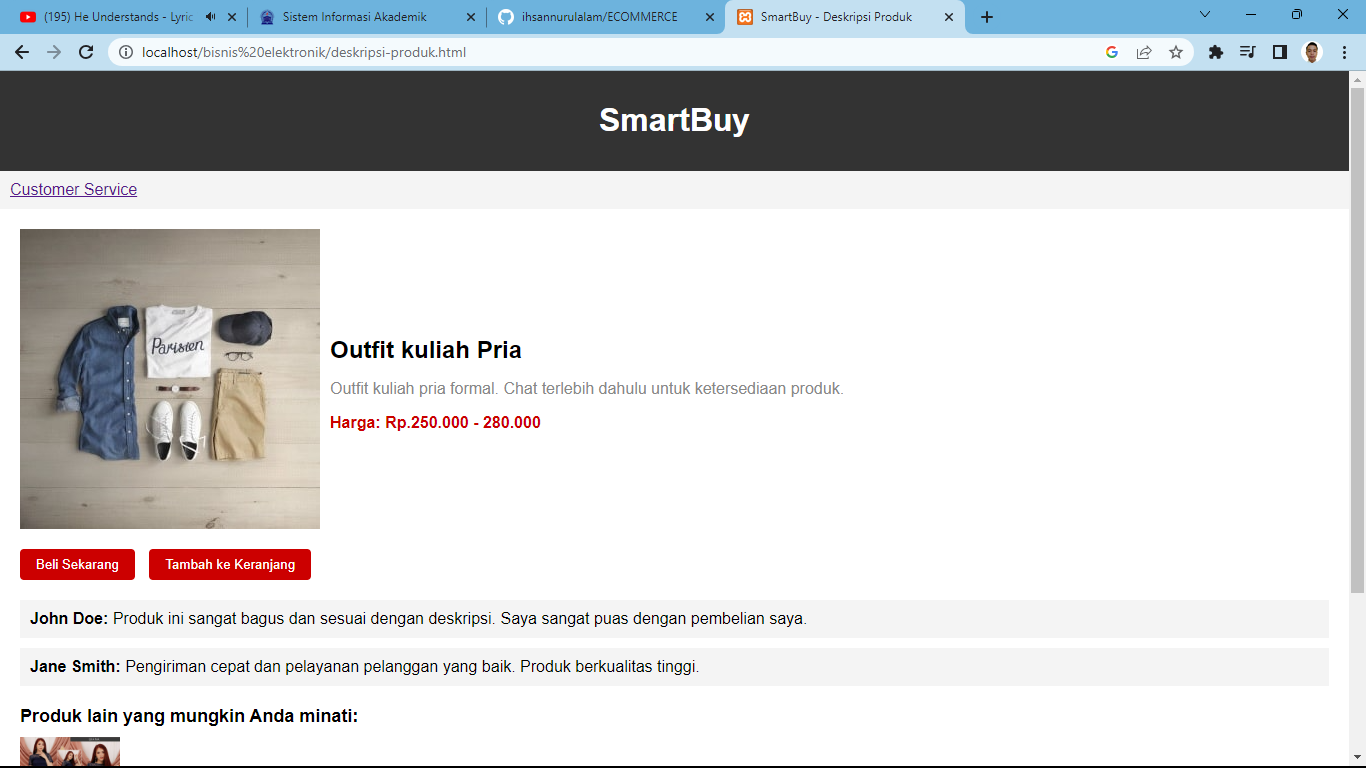 (195) He Understands - Lyric
Sistem Informasi Akademik
ihsannurulalam/ECOMMERCE
SmartBuy - Deskripsi Produk
localhost/bisnis%20elektronik/deskripsi-produk.html
SmartBuy
Customer Service
Parisien
Outfit kuliah Pria
Outfit kuliah pria formal. Chat terlebih dahulu untuk ketersediaan produk.
Harga: Rp.250.000 - 280.000
Beli Sekarang
Tambah ke Keranjang
John Doe: Produk ini sangat bagus dan sesuai dengan deskripsi. Saya sangat puas dengan pembelian saya.
Jane Smith: Pengiriman cepat dan pelayanan pelanggan yang baik. Produk berkualitas tinggi.
Produk lain yang mungkin Anda minati: